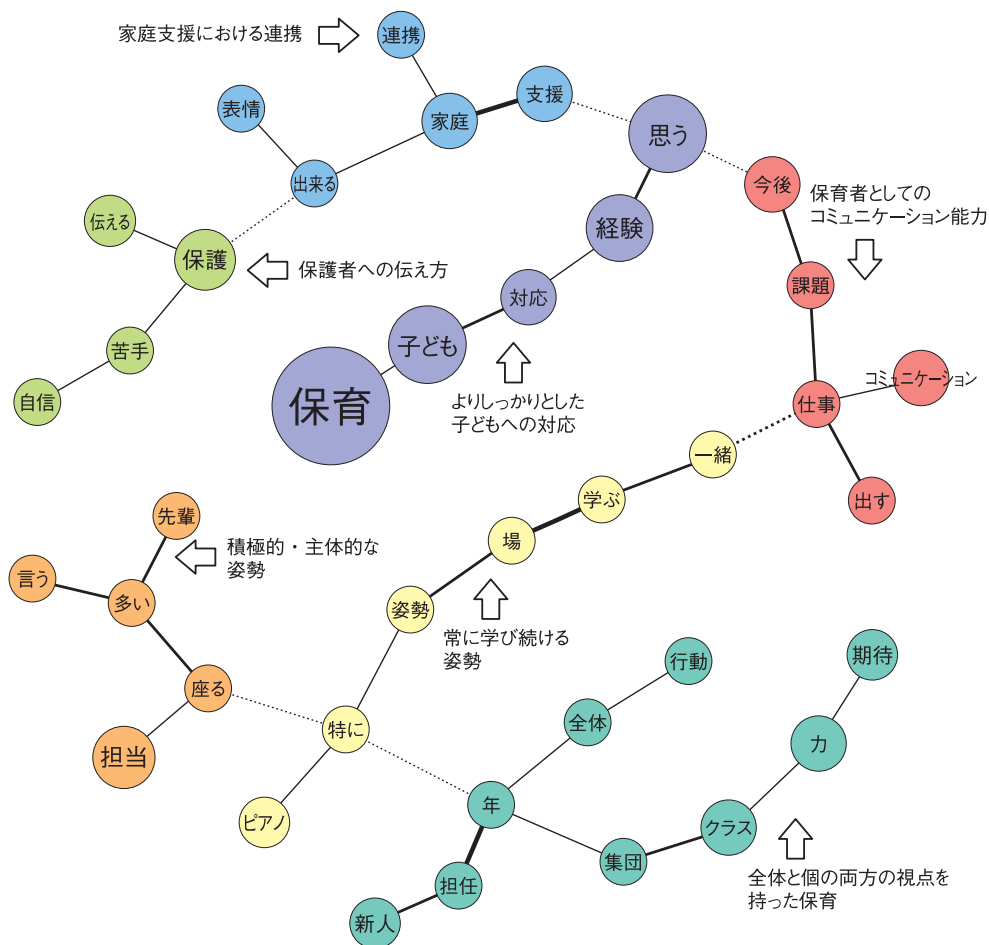 家庭支援における連携
連携
表情
家庭
支援
思う
出来る
今後
保育者としての
コミュニケーション能力
伝える
保護
保護者への伝え方
経験
対応
課題
苦手
子ども
自信
保育
よりしっかりとした
子どもへの対応
コミュニケーション
仕事
一緒
出す
学ぶ
先輩
場
積極的・主体的な
姿勢
言う
多い
姿勢
常に学び続ける
姿勢
行動
期待
座る
全体
担当
特に
力
ピアノ
年
クラス
集団
担任
新人
全体と個の両方の視点を
持った保育